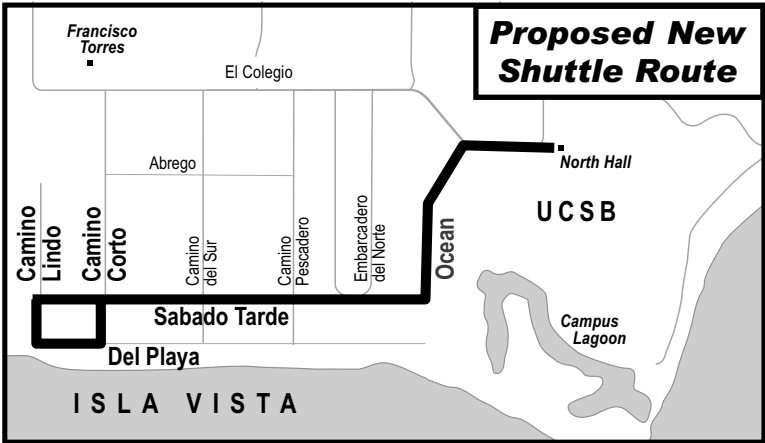 Proposed New
Shuttle Route
Francisco
Torres
El Colegio
Abrego
North Hall
UCSB
Camino
Lindo
Camino
Corto
Camino
del Sur
Camino
Pescadero
Embarcadero
del Norte
Ocean
Sabado Tarde
Del Playa
Campus
Lagoon
ISLA VISTA